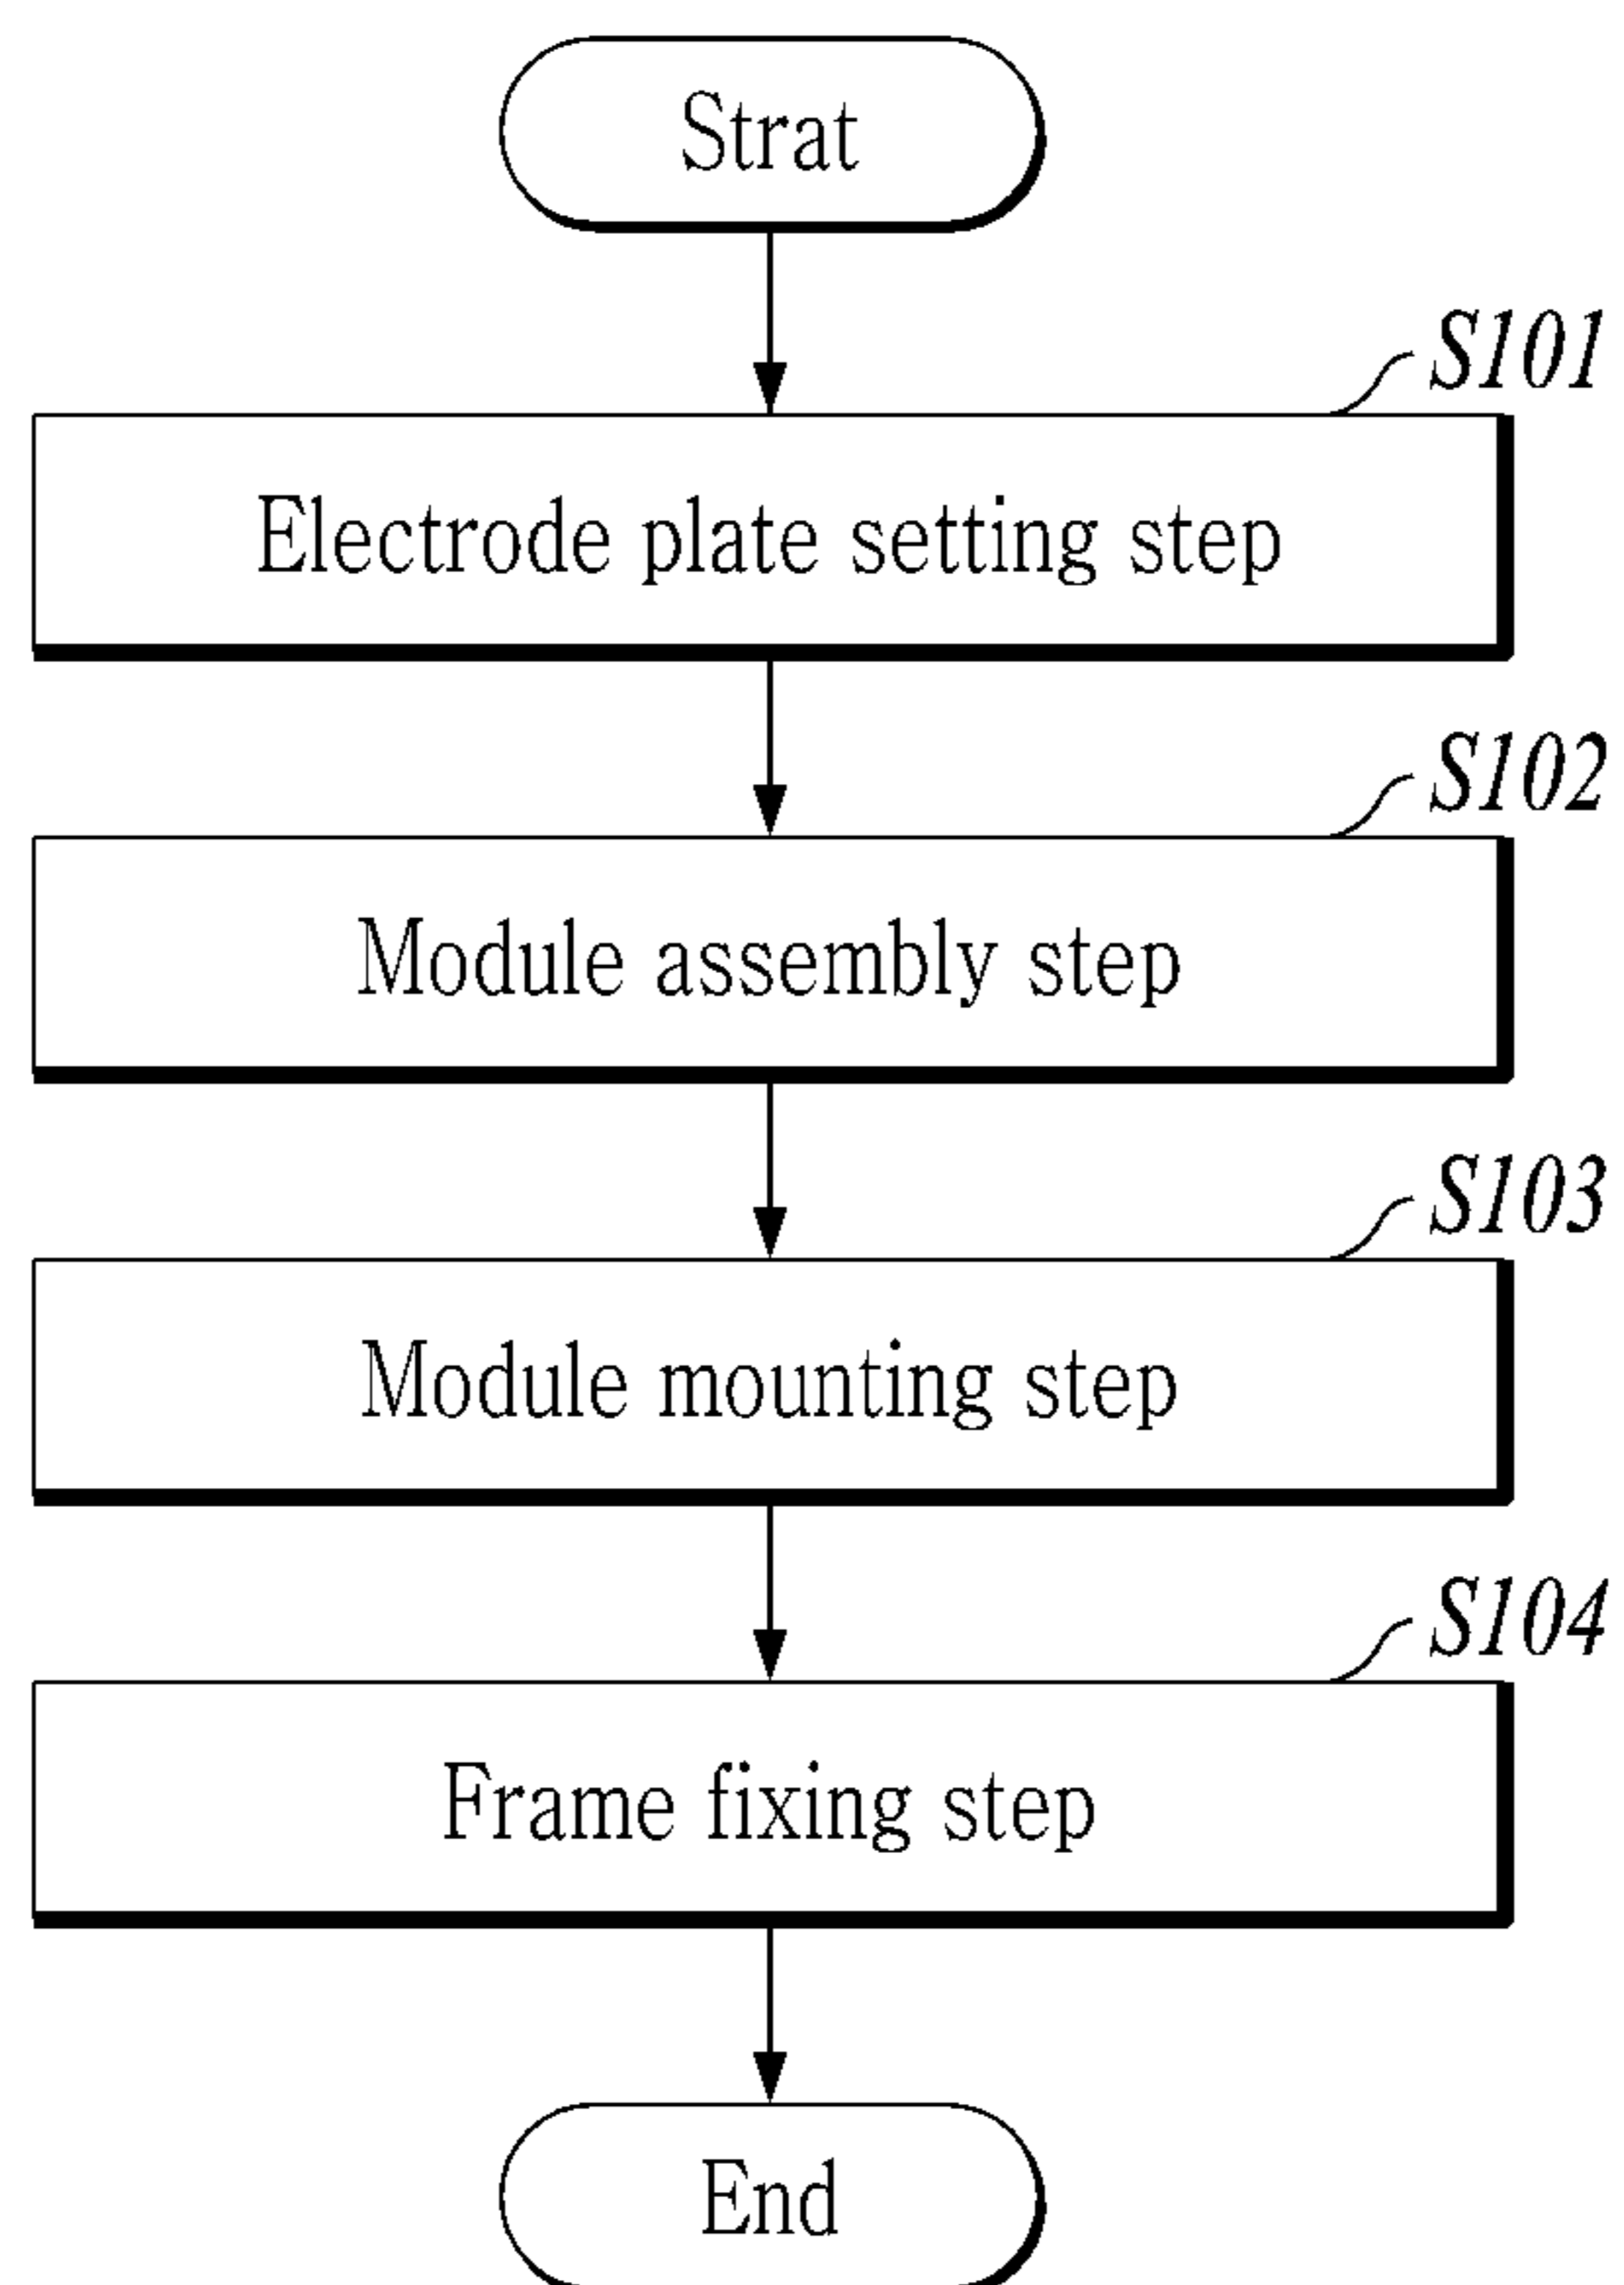 Strat
S101
Electrode plate setting step
S102
Module assembly step
S103
Module mounting step
S104
Frame fixing step
End